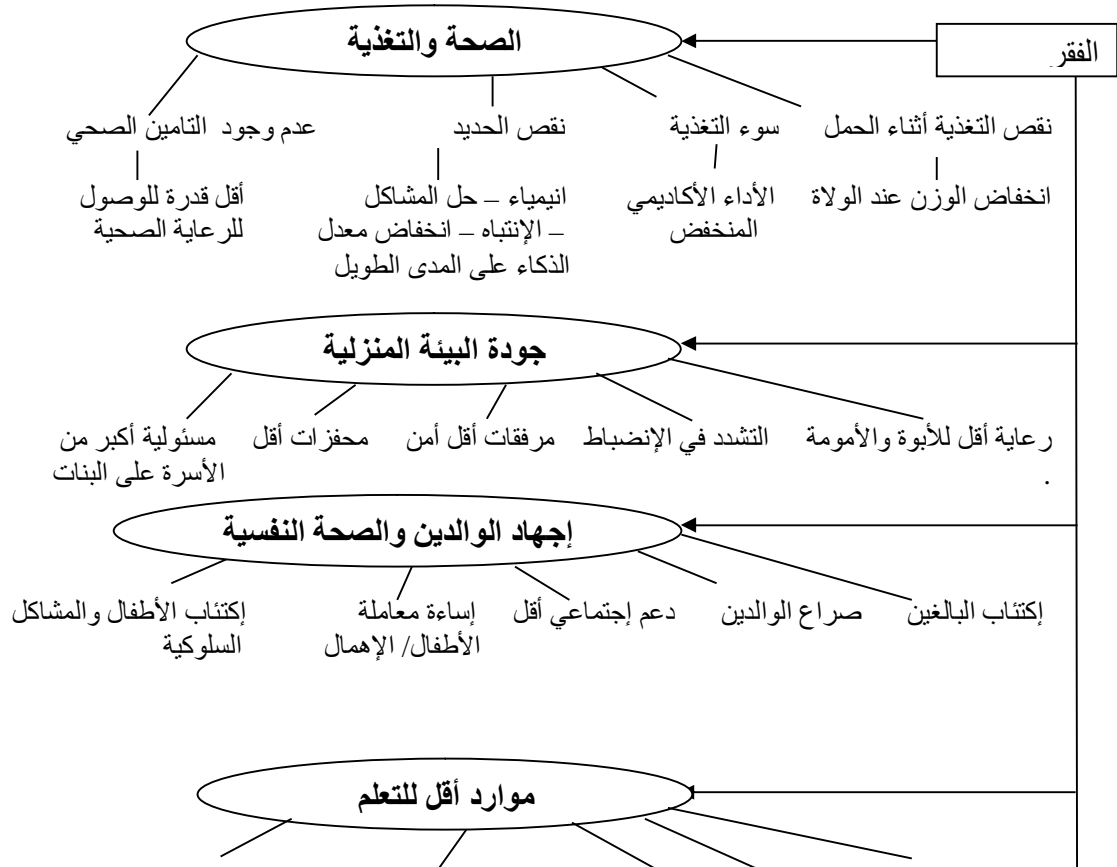 الفقر
الصحة والتغذية
نقص التغذية أثناء الحمل
سوء التغذية
نقص الحديد
عدم وجود التامين الصحي
انخفاض الوزن عند الولاة
الأداء الأكاديمي
المنخفض
انيمياء – حل المشاكل
– الإنتباه – انخفاض معدل
الذكاء على المدى الطويل
أقل قدرة للوصول
للرعاية الصحية
جودة البيئة المنزلية
رعاية أقل للأبوة والأمومة
.
التشدد في الإنضباط
مرفقات أقل أمن
محفزات أقل
مسئولية أكبر من
الأسرة على البنات
إجهاد الوالدين والصحة النفسية
إكتئاب البالغين
صراع الوالدين
دعم إجتماعي أقل
إساءة معاملة
الأطفال/ الإهمال
إكتئاب الأطفال والمشاكل
السلوكية
موارد أقل للتعلم